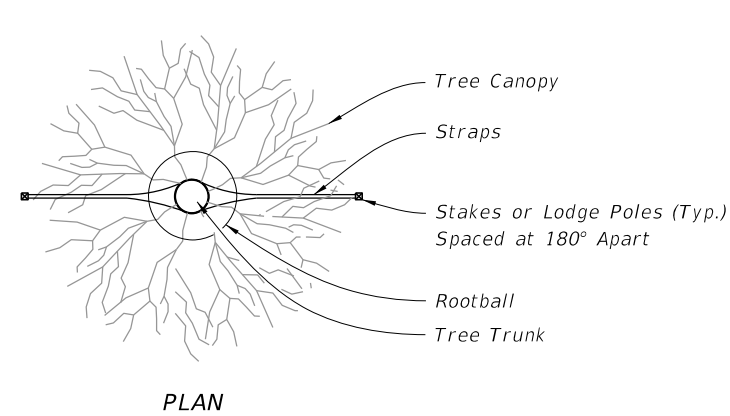 Tree Canopy
Straps
Stakes or Lodge Poles (Typ.)
Spaced at 180° Apart
Rootball
Tree Trunk
PLAN